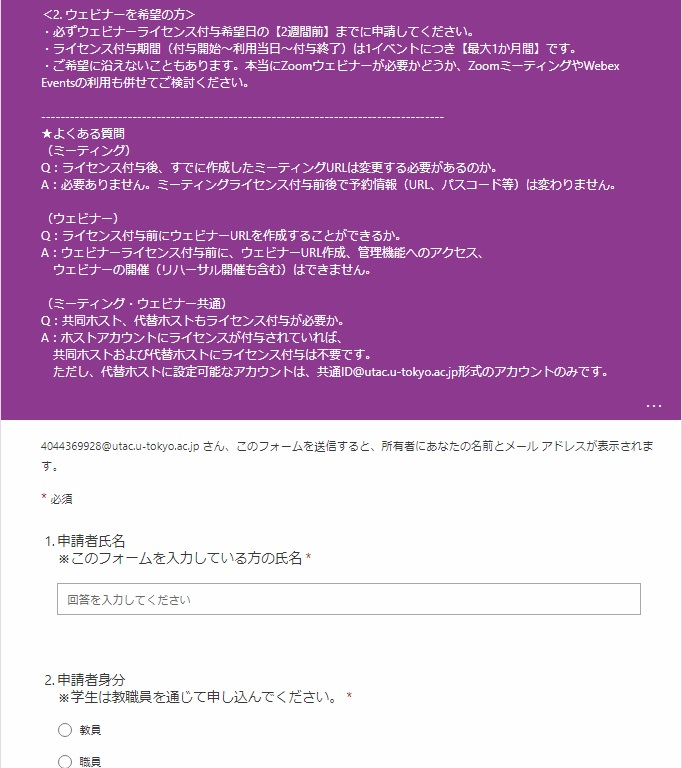 ＜2. ウェビナーを希望の方＞
・必ずウェビナーライセンス付与希望日の【2週間前】までに申請してください。
・ライセンス付与期間（付与開始～利用当日～付与終了）は1イベントにつき【最大1か月間】です。
・ご希望に沿えないこともあります。本当にZoomウェビナーが必要かどうか、ZoomミーティングやWebex
Eventsの利用も併せてご検討ください。
--------------------------------------------------------------------------------
★よくある質問
（ミーティング）
Q：ライセンス付与後、すでに作成したミーティングURLは変更する必要があるのか。
A：必要ありません。ミーティングライセンス付与前後で予約情報（URL、パスコード等）は変わりません。
（ウェビナー）
Q：ライセンス付与前にウェビナーURLを作成することができるか。
A：ウェビナーライセンス付与前に、ウェビナーURL作成、管理機能へのアクセス、
ウェビナーの開催（リハーサル開催も含む）はできません。
（ミーティング・ウェビナー共通）
Q：共同ホスト、代替ホストもライセンス付与が必要か。
A：ホストアカウントにライセンスが付与されていれば、
共同ホストおよび代替ホストにライセンス付与は不要です。
ただし、代替ホストに設定可能なアカウントは、共通ID@utac.u-tokyo.ac.jp形式のアカウントのみです。
...
4044369928@utac.u-tokyo.ac.jp さん、このフォームを送信すると、所有者にあなたの名前とメール アドレスが表示されま
す。
* 必須
1. 申請者氏名
※このフォームを入力している方の氏名 *
回答を入力してください
2. 申請者身分
※学生は教職員を通じて申し込んでください。 *
教員
職員